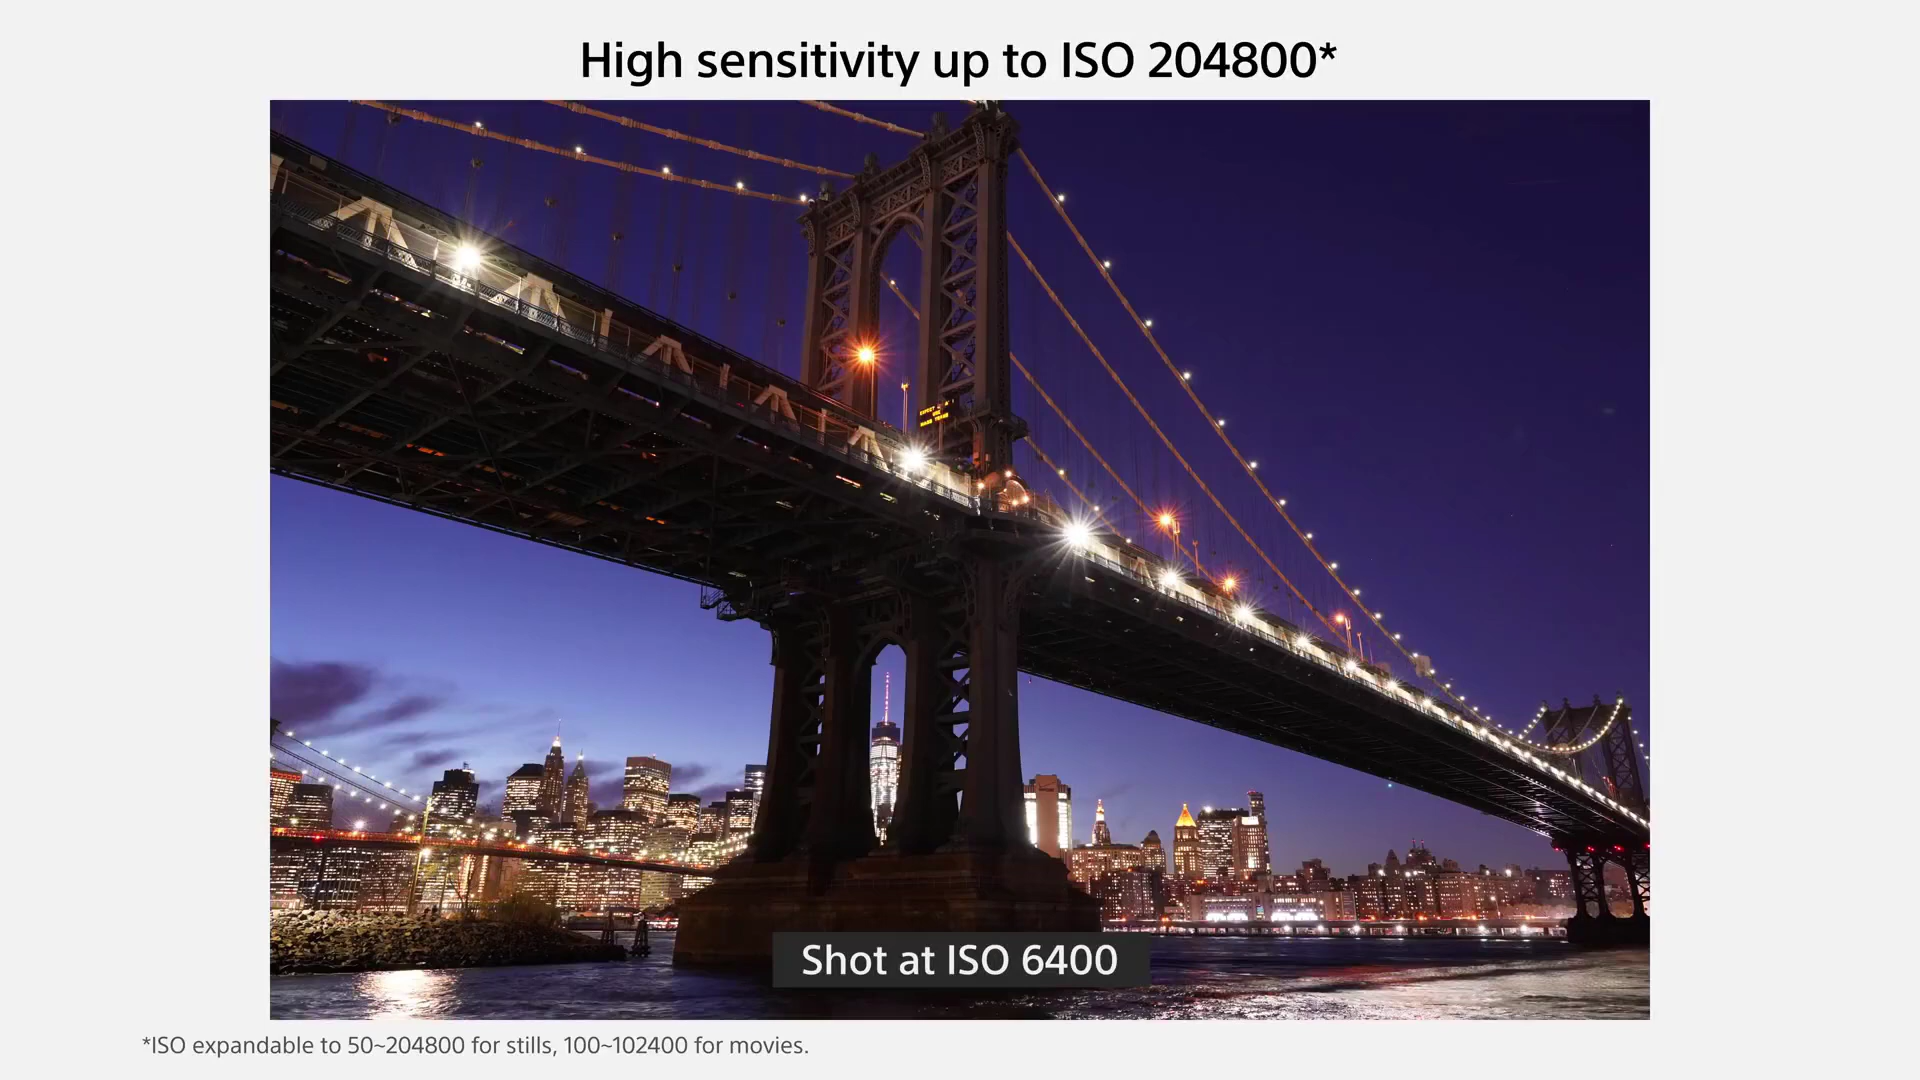 High sensitivity up to ISO 204800*
Shot at ISO 6400
*ISO expandable to 50~204800 for stills, 100~102400 for movies.